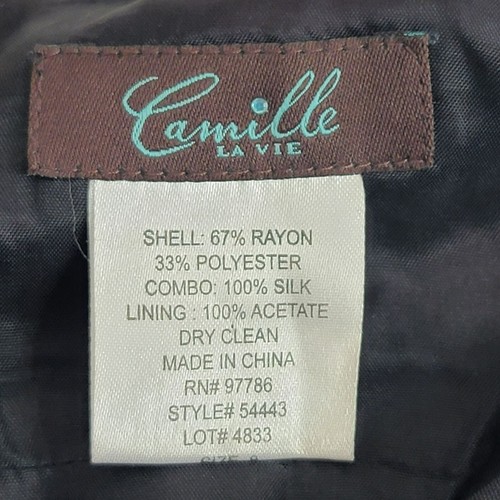 Camille
LA VIE
SHELL: 67% RAYON
33% POLYESTER
COMBO: 100% SILK
LINING : 100% ACETATE
DRY CLEAN
MADE IN CHINA
RN# 97786
STYLE# 54443
LOT# 4833